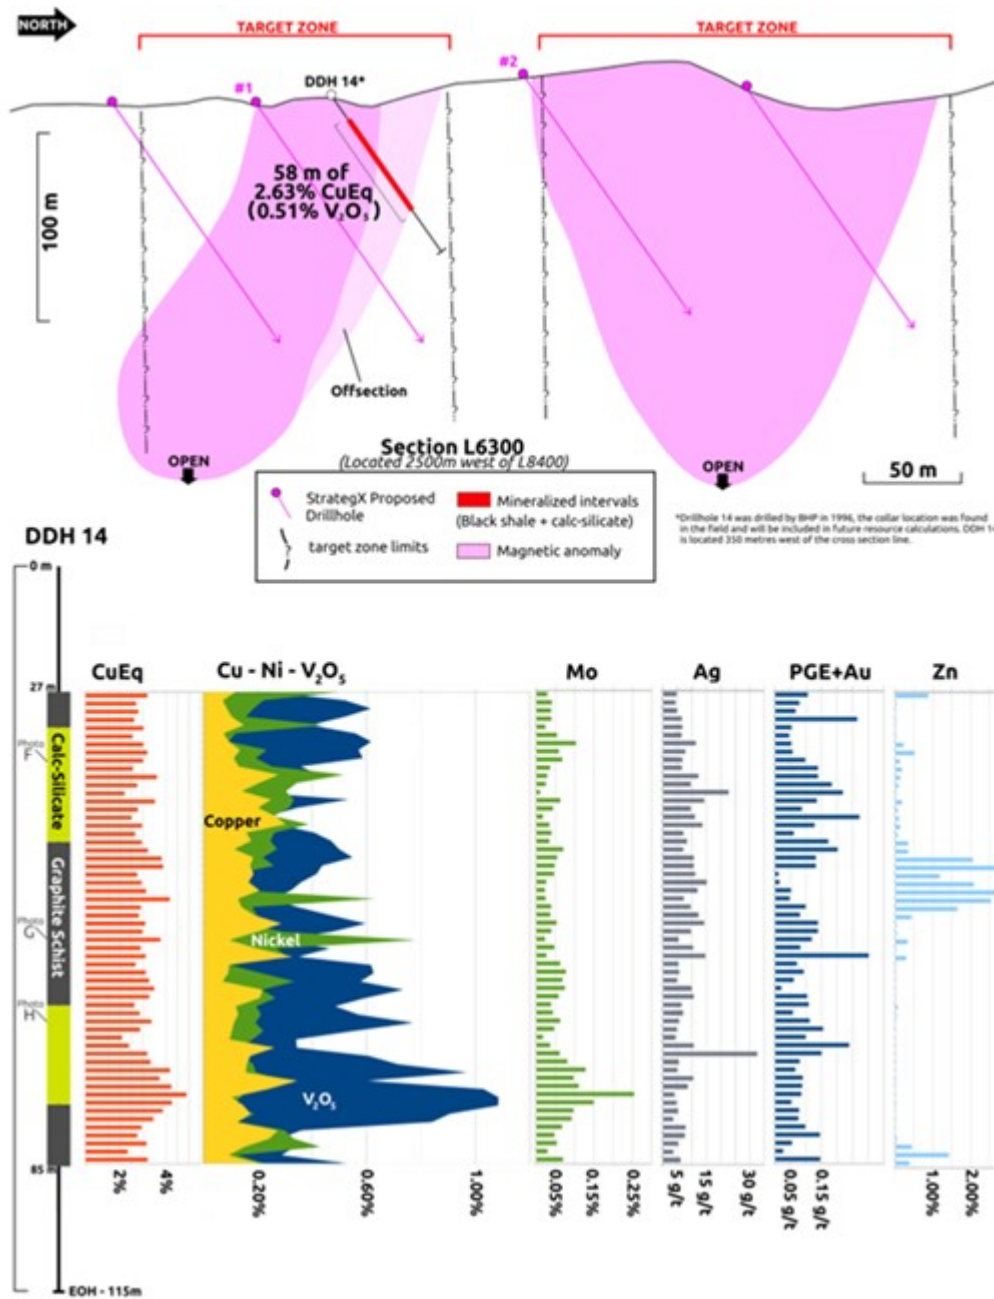 NORTH
TARGET ZONE
TARGET ZONE
#1
DDH 14*
#2
58 m of
2.63% CuEq
(0.51% V₂O₅)
100 m
Offsection
OPEN
OPEN
Section L6300
(Located 2500m west of L8400)
StrategX Proposed
Drillhole
target zone limits
Mineralized intervals
(Black shale + calc-silicate)
Magnetic anomaly
50 m
*Drillhole 14 was drilled by BHP in 1996, the collar location was found
in the field and will be included in future resource calculations. DDH 14
is located 350 metres west of the cross section line.
DDH 14
0 m
27 m
CuEq
Cu - Ni - V₂O₅
Mo
Ag
PGE+Au
Zn
Photo
F
Calc-Silicate
Copper
Graphite Schist
Photo
G
Nickel
Photo
H
V₂O₅
85 m
2%
4%
0.20%
0.60%
1.00%
0.05%
0.15%
0.25%
5 g/t
15 g/t
30 g/t
0.05 g/t
0.15 g/t
1.00%
2.00%
EOH - 115m